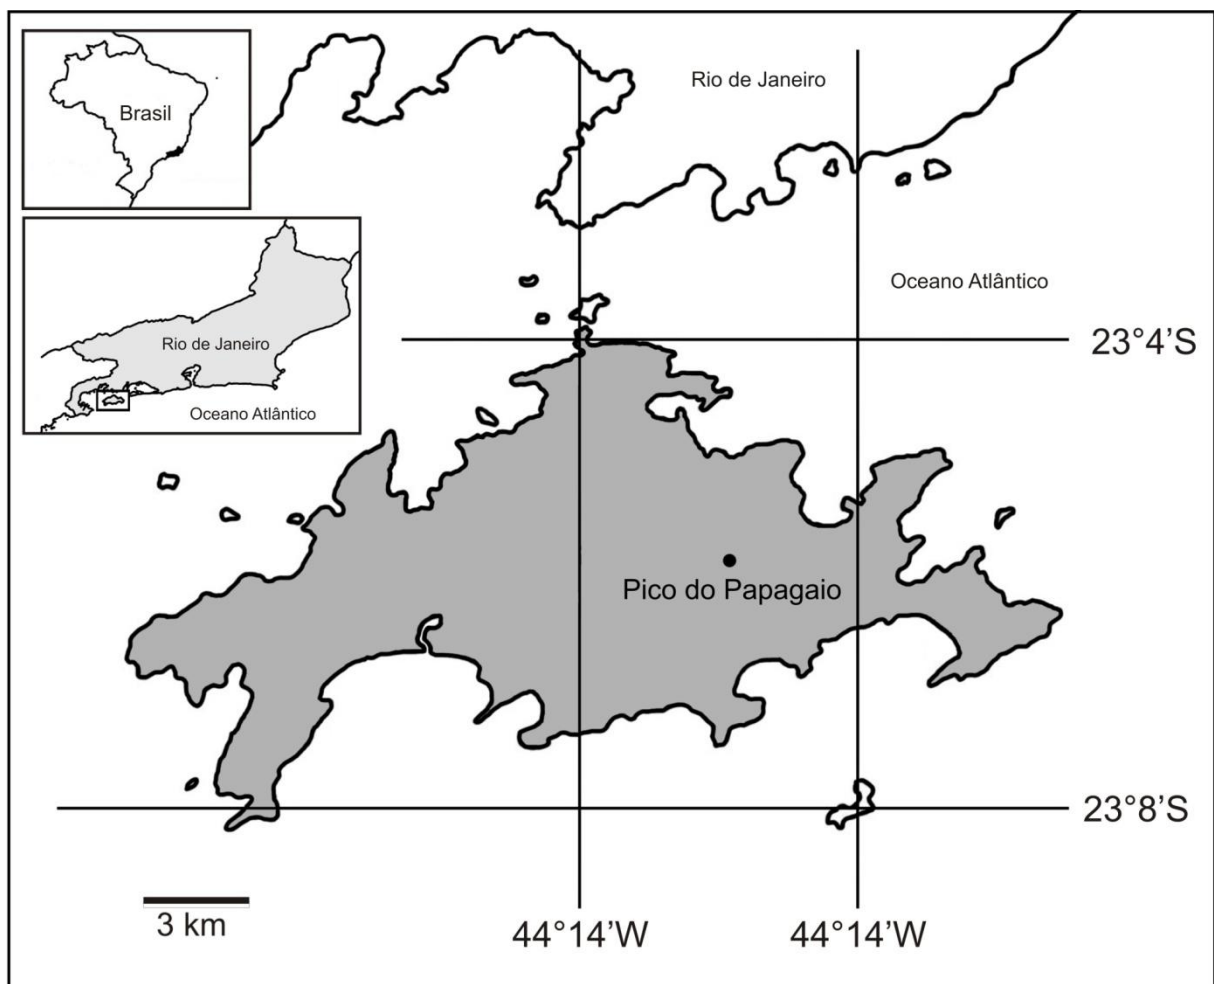 Brasil
Rio de Janeiro
Oceano Atlântico
Rio de Janeiro
Oceano Atlântico
23°4’S
Pico do Papagaio
23°8’S
3 km
44°14’W
44°14’W